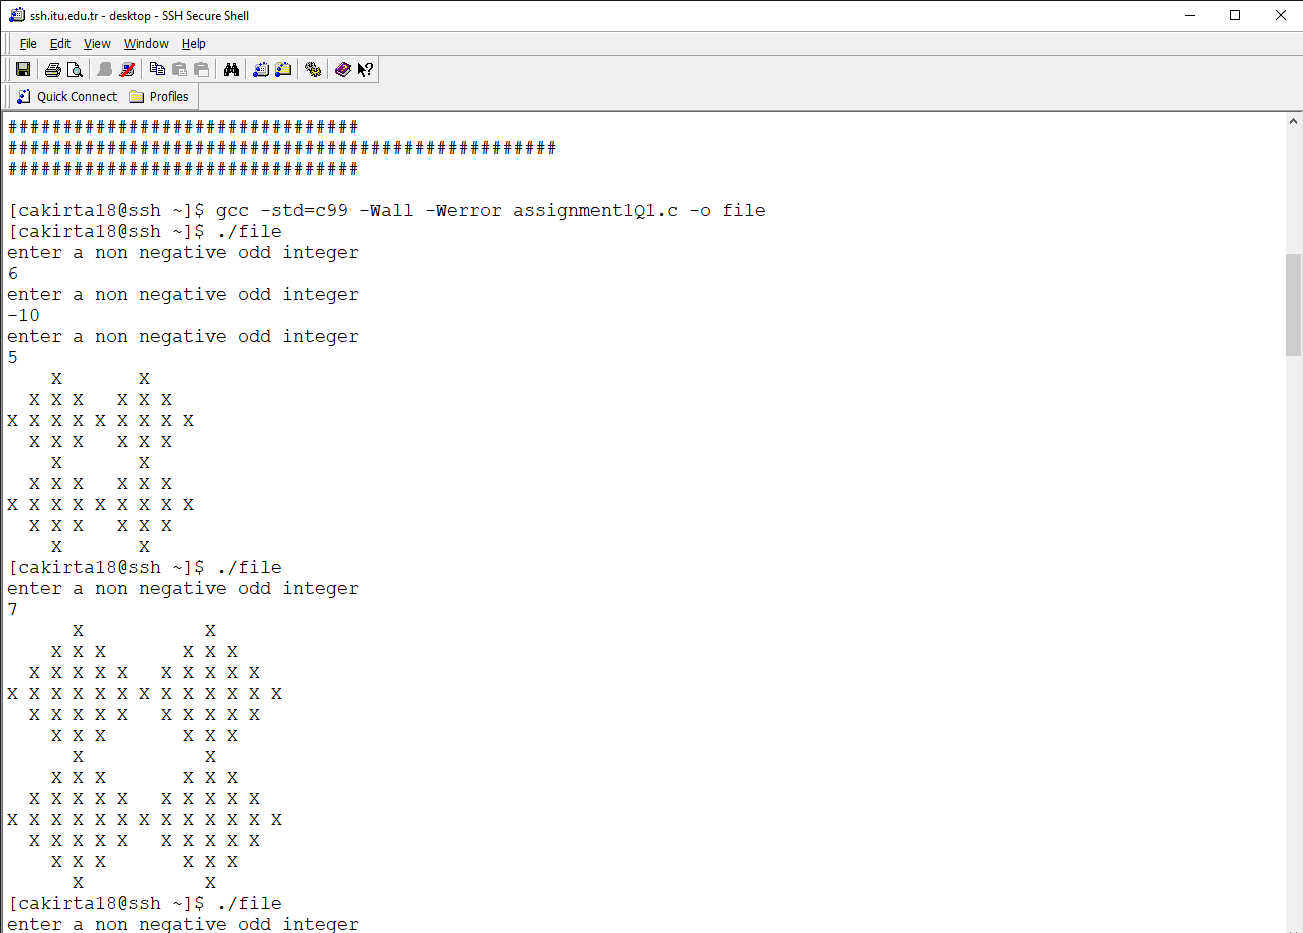 ssh.itu.edu.tr - desktop - SSH Secure Shell
File Edit View Window Help
Quick Connect Profiles
################################
##################################################
################################
[cakirta18@ssh ~]$ gcc -std=c99 -Wall -Werror assignment1Q1.c -o file
[cakirta18@ssh ~]$ ./file
enter a non negative odd integer
6
enter a non negative odd integer
-10
enter a non negative odd integer
5
    X       X
  X X X   X X X
X X X X X X X X X
  X X X   X X X
    X       X
  X X X   X X X
X X X X X X X X X
  X X X   X X X
    X       X
[cakirta18@ssh ~]$ ./file
enter a non negative odd integer
7
      X           X
    X X X       X X X
  X X X X X   X X X X X
X X X X X X X X X X X X X
  X X X X X   X X X X X
    X X X       X X X
      X           X
    X X X       X X X
  X X X X X   X X X X X
X X X X X X X X X X X X X
  X X X X X   X X X X X
    X X X       X X X
      X           X
[cakirta18@ssh ~]$ ./file
enter a non negative odd integer